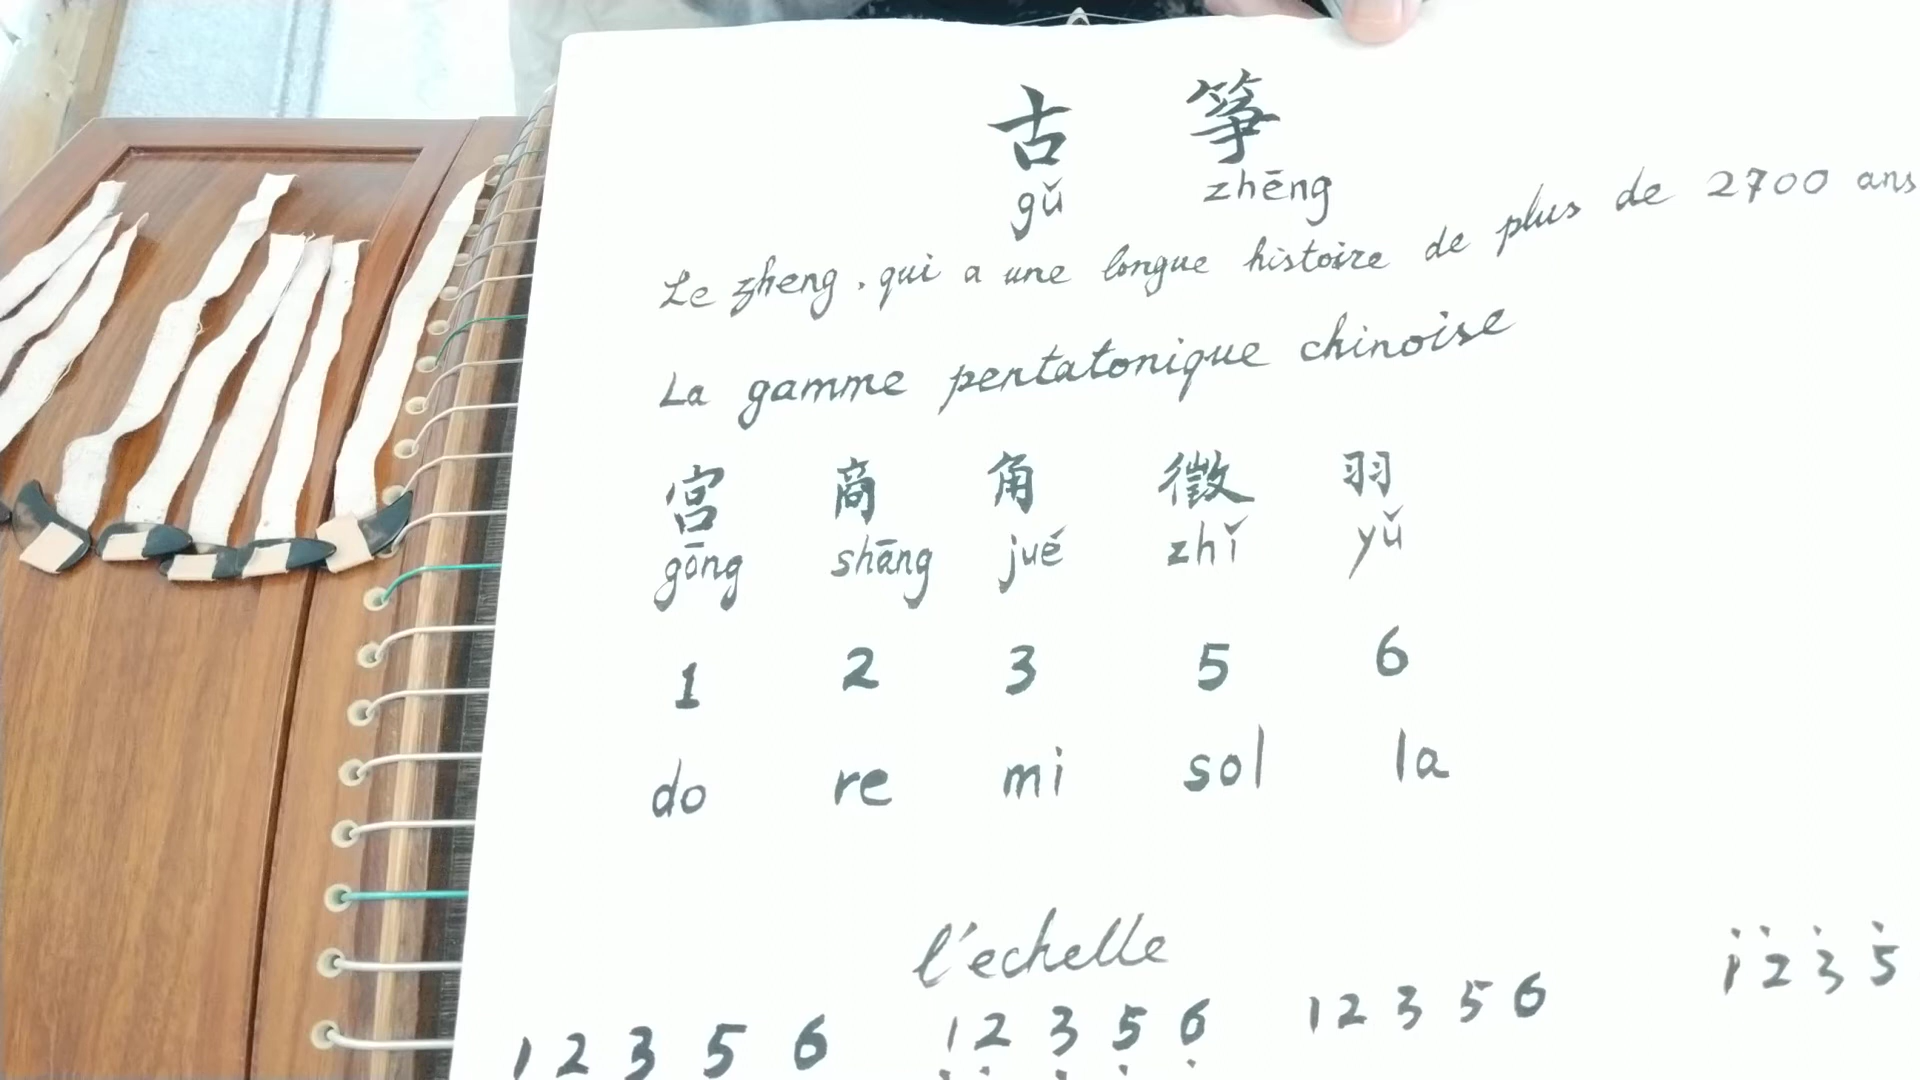 古 筝
gǔ zhēng
Le zheng, qui a une longue histoire de plus de 2700 ans
La gamme pentatonique chinoise
宫 商 角 徵 羽
gōng shāng jué zhǐ yǔ
1 2 3 5 6
do re mi sol la
l'échelle
1 2 3 5 6 1 2 3 5 6 1 2 3 5 6 1 2 3 5